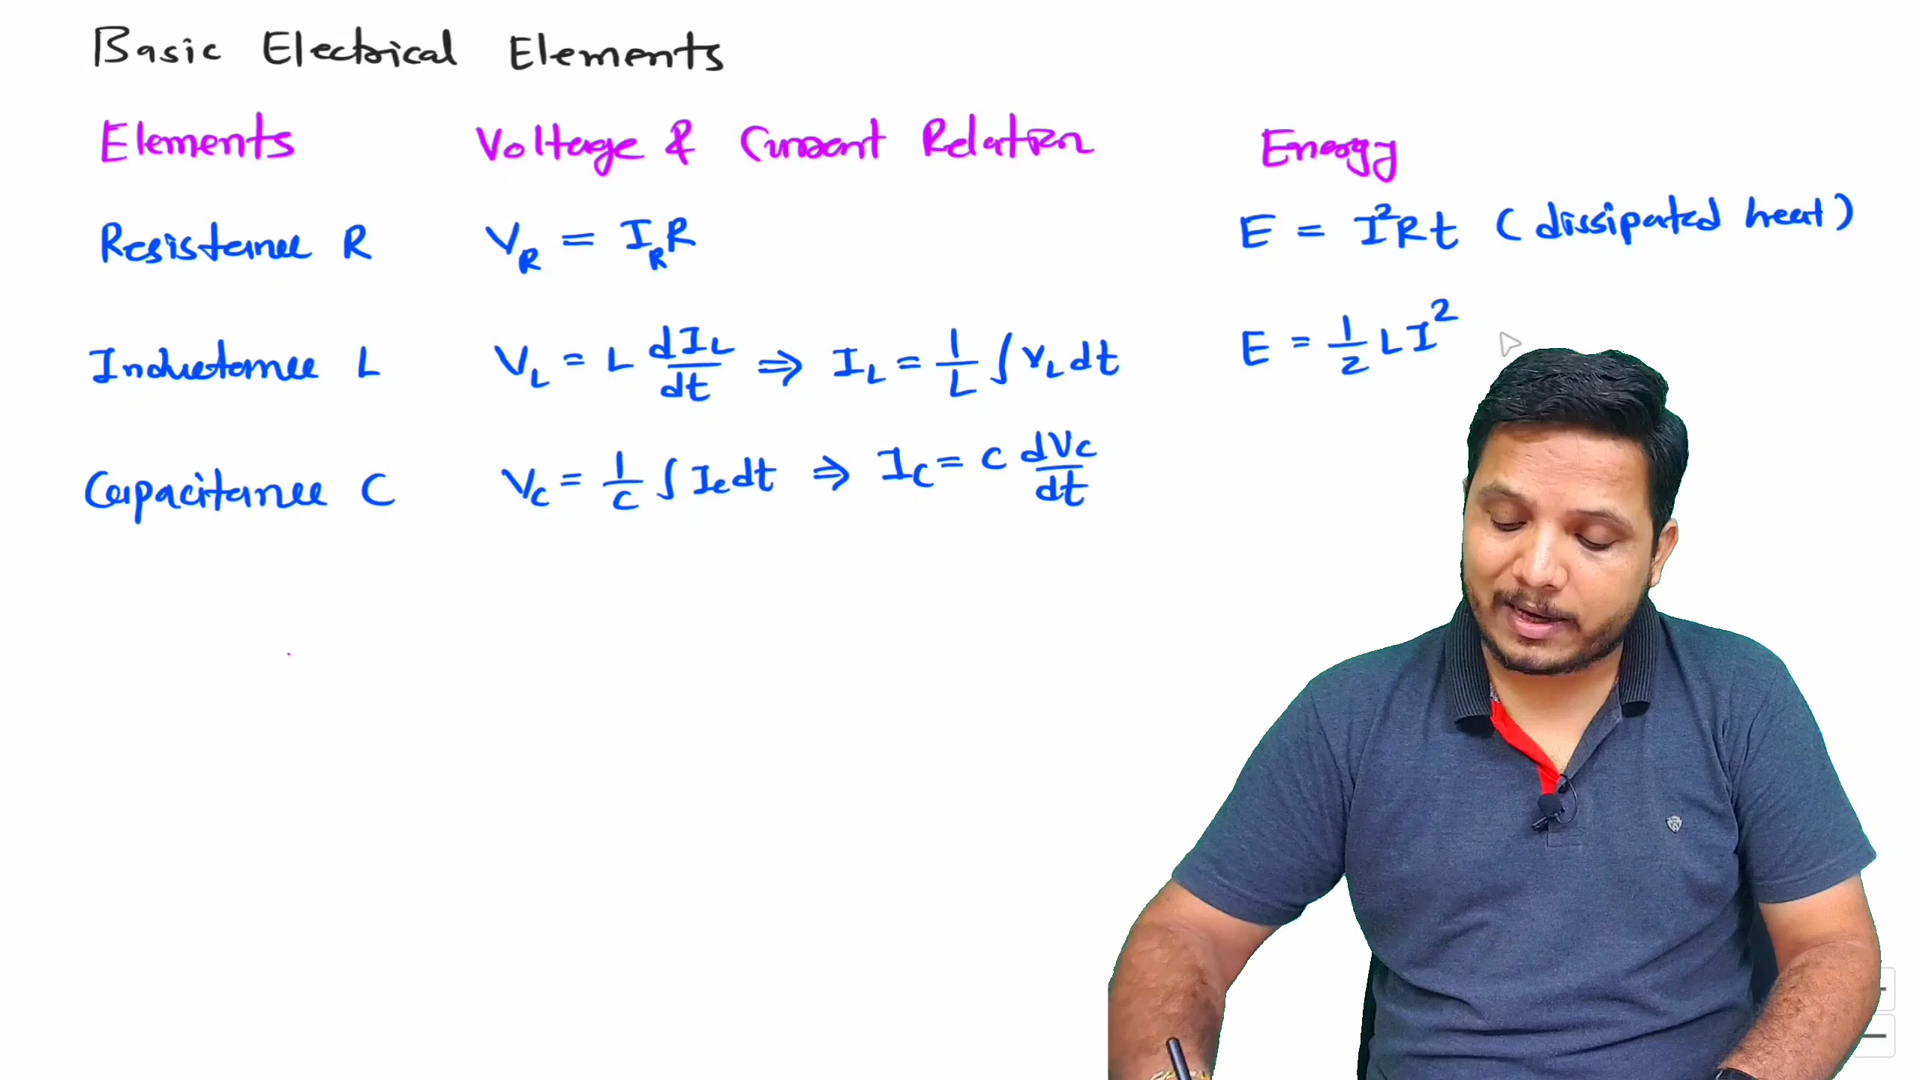 Basic Electrical Elements
Elements Voltage & Current Relation Energy
Resistance R V_R = I_R R E = I²Rt (dissipated heat)
Inductance L V_L = L dI_L/dt ⇒ I_L = 1/L ∫ V_L dt E = 1/2 LI²
Capacitance C V_C = 1/C ∫ I_C dt ⇒ I_C = C dV_C/dt